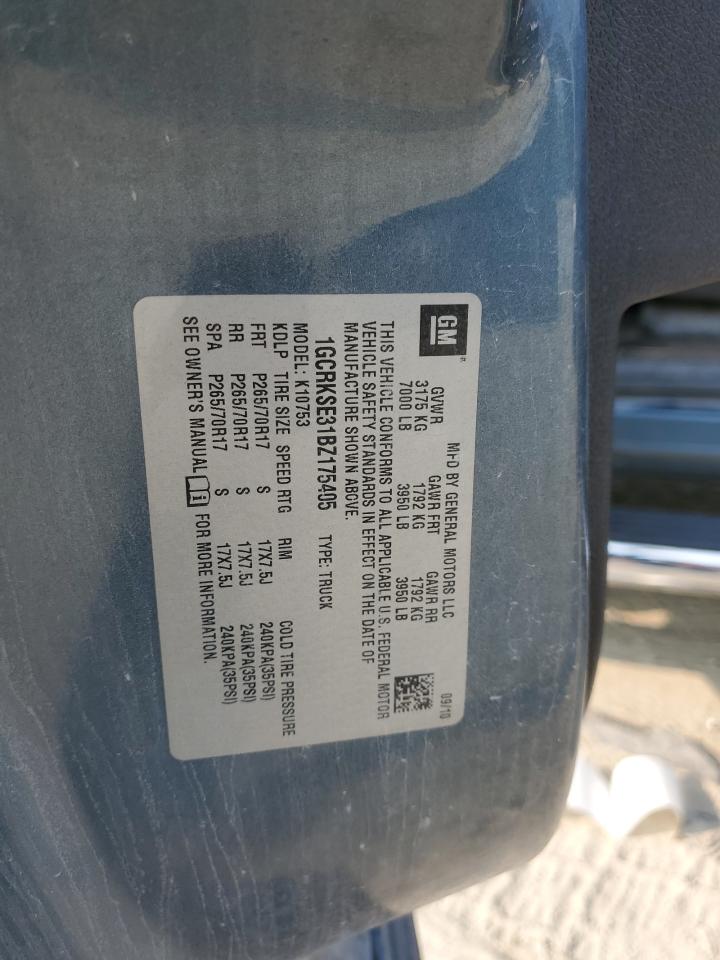 GM
MFD BY GENERAL MOTORS LLC 09/10
GVWR GAWR FRT GAWR RR
3175 KG 1792 KG 1792 KG
7000 LB 3950 LB 3950 LB
THIS VEHICLE CONFORMS TO ALL APPLICABLE U.S. FEDERAL MOTOR
VEHICLE SAFETY STANDARDS IN EFFECT ON THE DATE OF
MANUFACTURE SHOWN ABOVE.
1GCRKSE31BZ175405 TYPE: TRUCK
MODEL: K10753
KDLP TIRE SIZE SPEED RTG RIM COLD TIRE PRESSURE
FRT P265/70R17 S 17X7.5J 240KPA(35PSI)
RR P265/70R17 S 17X7.5J 240KPA(35PSI)
SPA P265/70R17 S 17X7.5J 240KPA(35PSI)
SEE OWNER'S MANUAL FOR MORE INFORMATION.